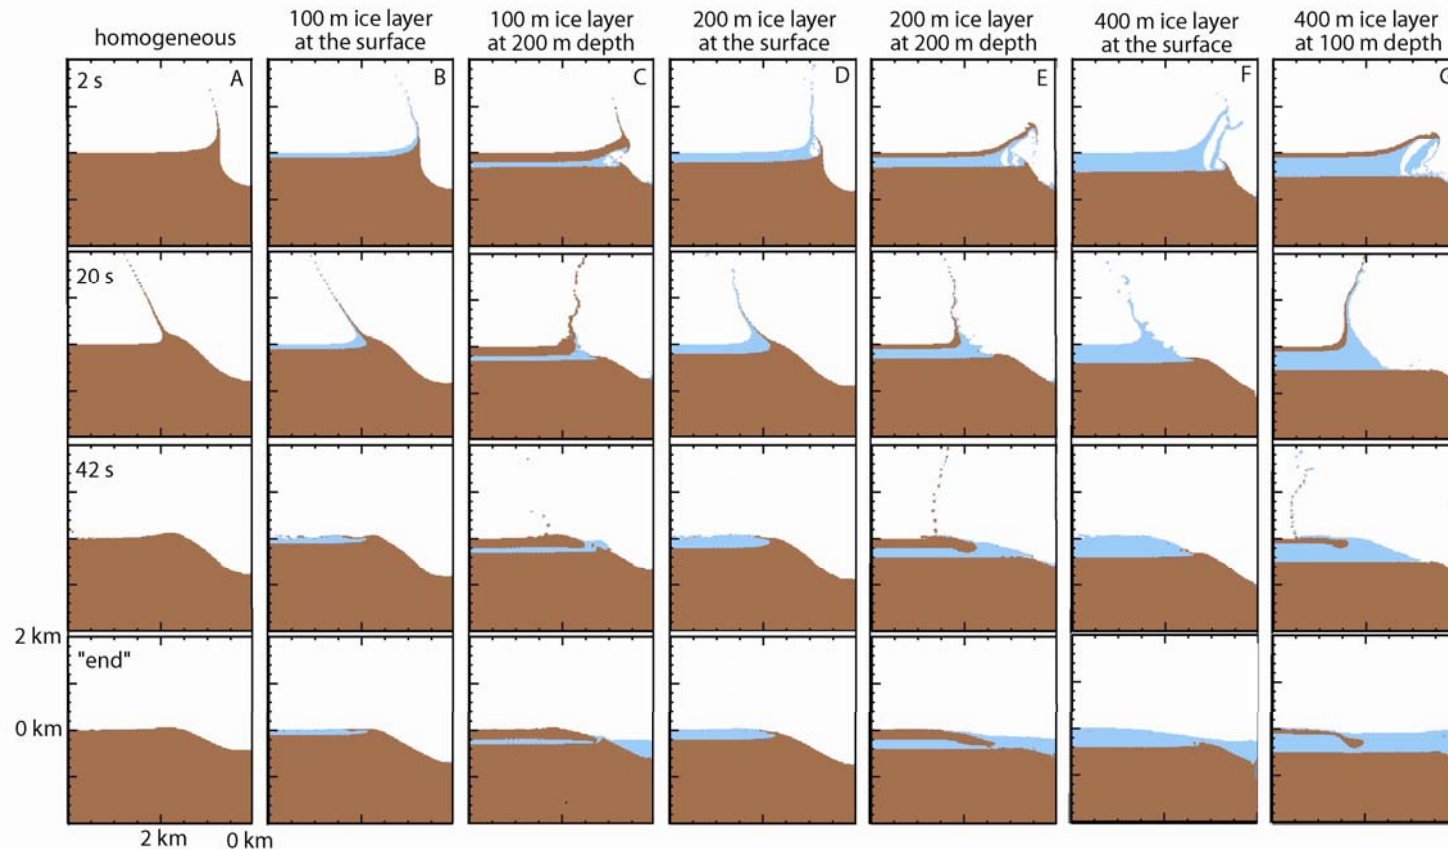 homogeneous
100 m ice layer
at the surface
100 m ice layer
at 200 m depth
200 m ice layer
at the surface
200 m ice layer
at 200 m depth
400 m ice layer
at the surface
400 m ice layer
at 100 m depth
2 s
A
B
C
D
E
F
G
20 s
42 s
2 km
"end"
0 km
2 km
0 km